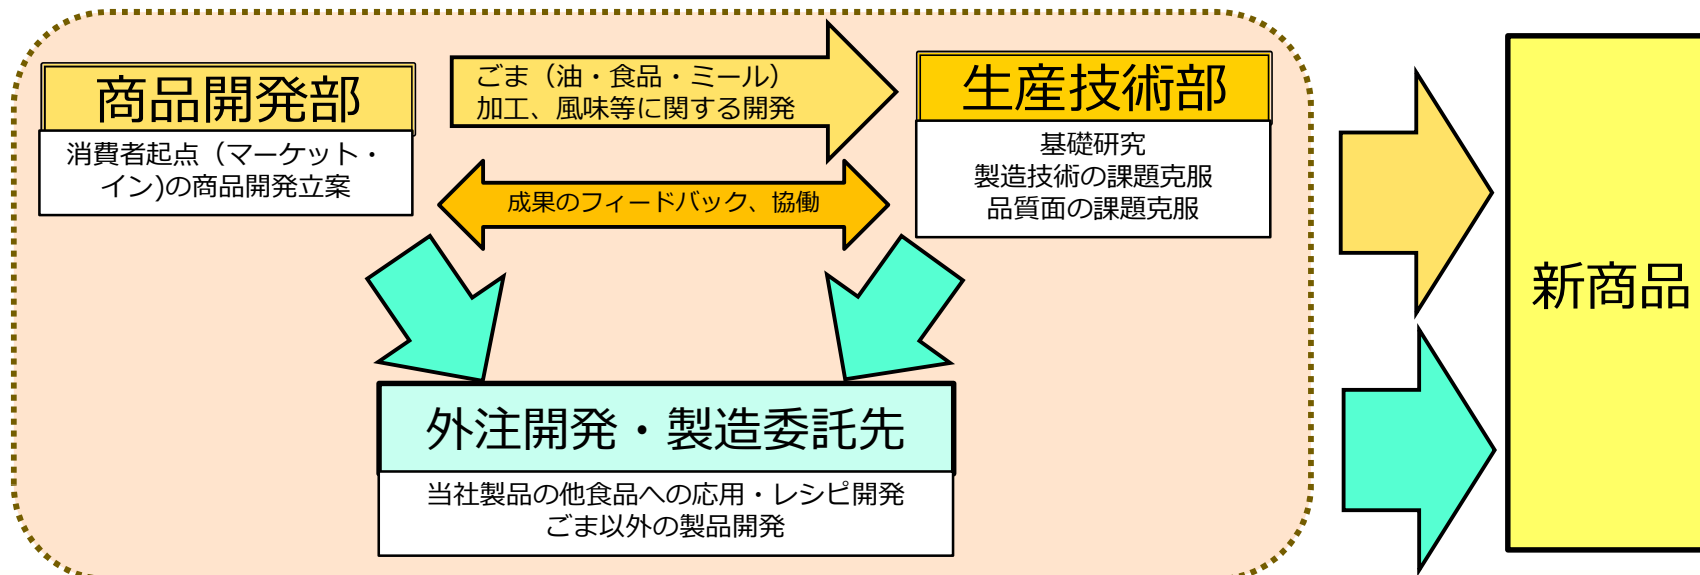 商品開発部
消費者起点（マーケット・
イン)の商品開発立案
ごま（油・食品・ミール）
加工、風味等に関する開発
成果のフィードバック、協働
生産技術部
基礎研究
製造技術の課題克服
品質面の課題克服
外注開発・製造委託先
当社製品の他食品への応用・レシピ開発
ごま以外の製品開発
新商品